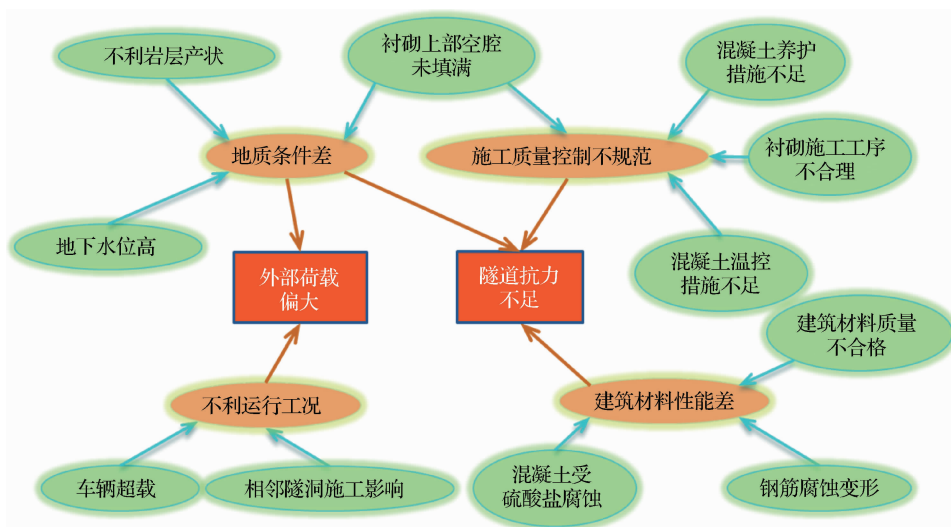 不利岩层产状
衬砌上部空腔
未填满
混凝土养护
措施不足
地质条件差
施工质量控制不规范
衬砌施工工序
不合理
地下水位高
外部荷载
偏大
隧道抗力
不足
混凝土温控
措施不足
建筑材料质量
不合格
不利运行工况
建筑材料性能差
车辆超载
相邻隧洞施工影响
混凝土受
硫酸盐腐蚀
钢筋腐蚀变形